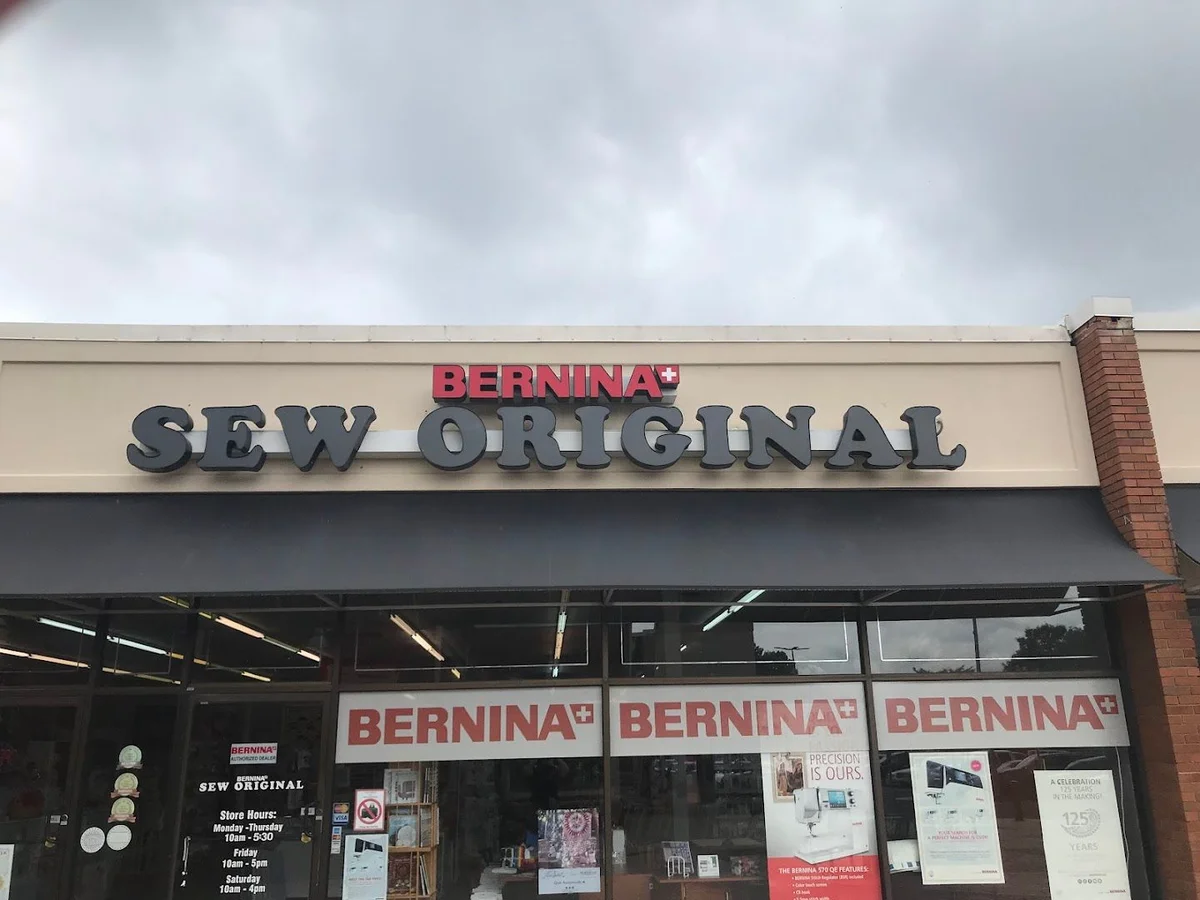 BERNINA
SEW ORIGINAL
BERNINA
BERNINA
BERNINA
BERNINA
AUTHORIZED DEALER
BERNINA
SEW ORIGINAL
Store Hours:
Monday -Thursday
10am - 5:30
Friday
10am - 5pm
Saturday
10am - 4pm
VISA
PRECISION
IS OURS.
THE BERNINA 570 QE FEATURES:
A CELEBRATION
125 YEARS
IN THE MAKING!
125
YEARS